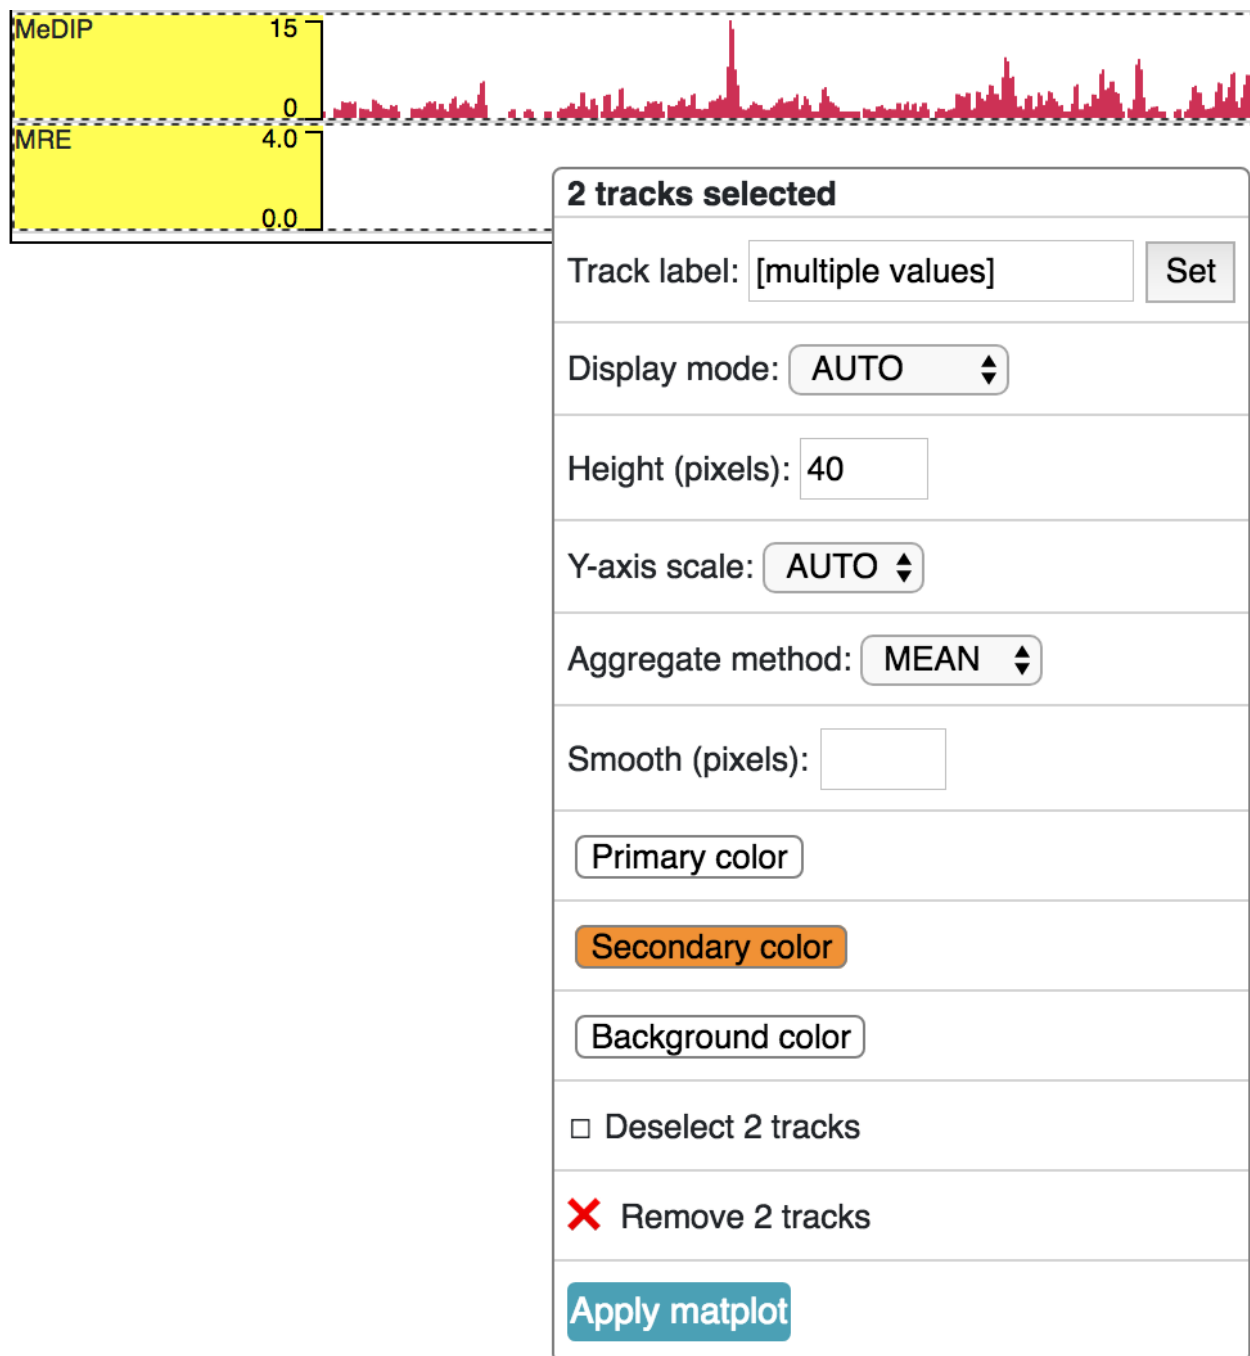 MeDIP 15
0
MRE 4.0
0.0
2 tracks selected
Track label: [multiple values] Set
Display mode: AUTO
Height (pixels): 40
Y-axis scale: AUTO
Aggregate method: MEAN
Smooth (pixels):
Primary color
Secondary color
Background color
Deselect 2 tracks
Remove 2 tracks
Apply matplot